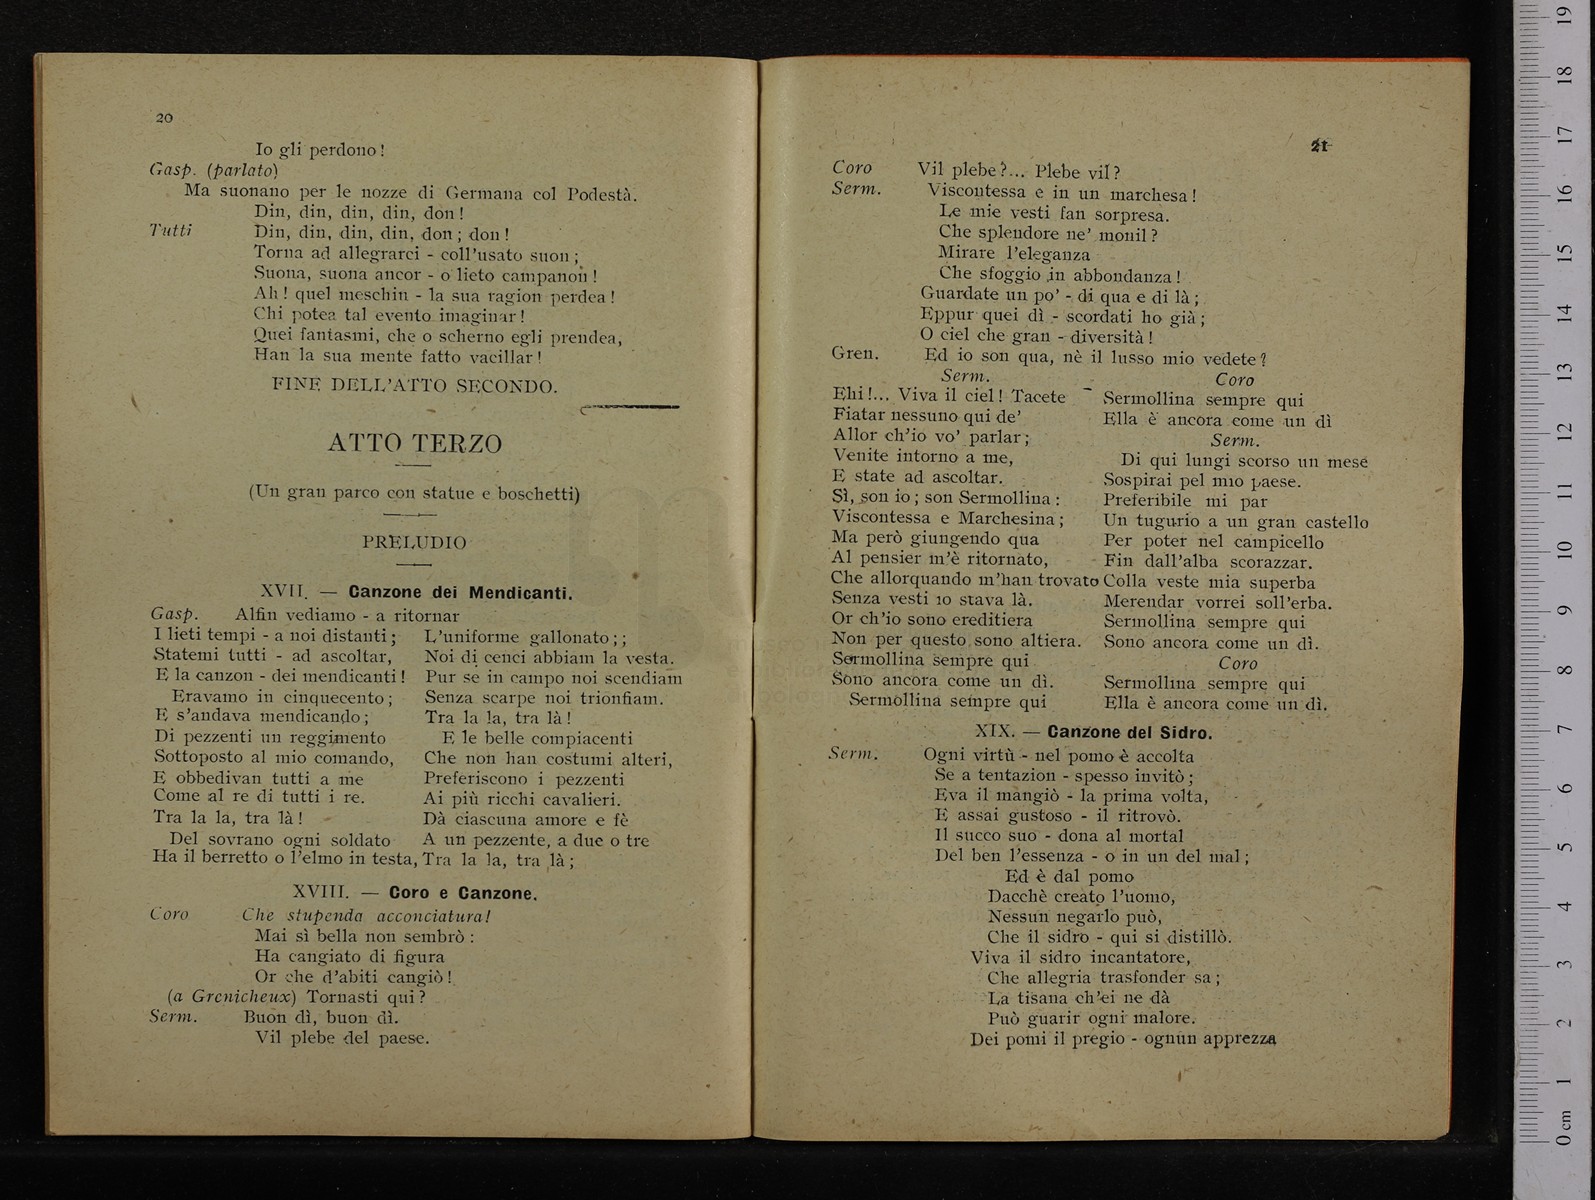 20
Io gli perdono !
Gasp. (parlato)
Ma suonano per le nozze di Germana col Podestà.
Din, din, din, din, don !
Tutti Din, din, din, din, don ; don !
Torna ad allegrarci - coll'usato suon ;
Suona, suona ancor - o lieto campanon !
Ah ! quel meschin - la sua ragion perdea !
Chi potea tal evento imaginar !
Quei fantasmi, che o scherno egli prendea,
Han la sua mente fatto vacillar !
FINE DELL'ATTO SECONDO.
ATTO TERZO
(Un gran parco con statue e boschetti)
PRELUDIO
XVII. — Canzone dei Mendicanti.
Gasp. Alfin vediamo - a ritornar
I lieti tempi - a noi distanti ;
Statemi tutti - ad ascoltar,
E la canzon - dei mendicanti !
Eravamo in cinquecento ;
E s'andava mendicando ;
Di pezzenti un reggimento
Sottoposto al mio comando,
E obbedivan tutti a me
Come al re di tutti i re.
Tra la la, tra là !
Del sovrano ogni soldato
Ha il berretto o l'elmo in testa,
L'uniforme gallonato ; ;
Noi di cenci abbiam la vesta.
Pur se in campo noi scendiam
Senza scarpe noi trionfiam.
Tra la la, tra là !
E le belle compiacenti
Che non han costumi alteri,
Preferiscono i pezzenti
Ai più ricchi cavalieri.
Dà ciascuna amore e fè
A un pezzente, a due o tre
Tra la la, tra là ;
XVIII. — Coro e Canzone.
Coro Che stupenda acconciatura!
Mai sì bella non sembrò :
Ha cangiato di figura
Or che d'abiti cangiò !
(a Grenicheux) Tornasti qui ?
Serm. Buon dì, buon dì.
Vil plebe del paese.
21
Coro Vil plebe ?... Plebe vil ?
Serm. Viscontessa e in un marchesa !
Le mie vesti fan sorpresa.
Che splendore ne' monil ?
Mirare l'eleganza
Che sfoggio in abbondanza !
Guardate un po' - di qua e di là ;
Eppur quei dì - scordati ho già ;
O ciel che gran - diversità !
Gren. Ed io son qua, nè il lusso mio vedete ?
Serm.
Ehi !... Viva il ciel ! Tacete
Fiatar nessuno qui de'
Allor ch'io vo' parlar ;
Venite intorno a me,
E state ad ascoltar.
Sì, son io ; son Sermollina :
Viscontessa e Marchesina ;
Ma però giungendo qua
Al pensier m'è ritornato,
Che allorquando m'han trovato
Senza vesti io stava là.
Or ch'io sono ereditiera
Non per questo sono altiera.
Sermollina sempre qui
Sono ancora come un dì.
Sermollina sempre qui
Coro
Sermollina sempre qui
Ella è ancora come un dì
Serm.
Di qui lungi scorso un mese
Sospirai pel mio paese.
Preferibile mi par
Un tugurio a un gran castello
Per poter nel campicello
Fin dall'alba scorazzar.
Colla veste mia superba
Merendar vorrei soll'erba.
Sermollina sempre qui
Sono ancora come un dì.
Coro
Sermollina sempre qui
Ella è ancora come un dì.
XIX. — Canzone del Sidro.
Serm. Ogni virtù - nel pomo è accolta
Se a tentazion - spesso invitò ;
Eva il mangiò - la prima volta,
E assai gustoso - il ritrovò.
Il succo suo - dona al mortal
Del ben l'essenza - o in un del mal ;
Ed è dal pomo
Dacchè creato l'uomo,
Nessun negarlo può,
Che il sidro - qui si distillò.
Viva il sidro incantatore,
Che allegria trasfonder sa ;
La tisana ch'ei ne dà
Può guarir ogni malore.
Dei pomi il pregio - ognun apprezza
0 cm 1 2 3 4 5 6 7 8 9 10 11 12 13 14 15 16 17 18 19